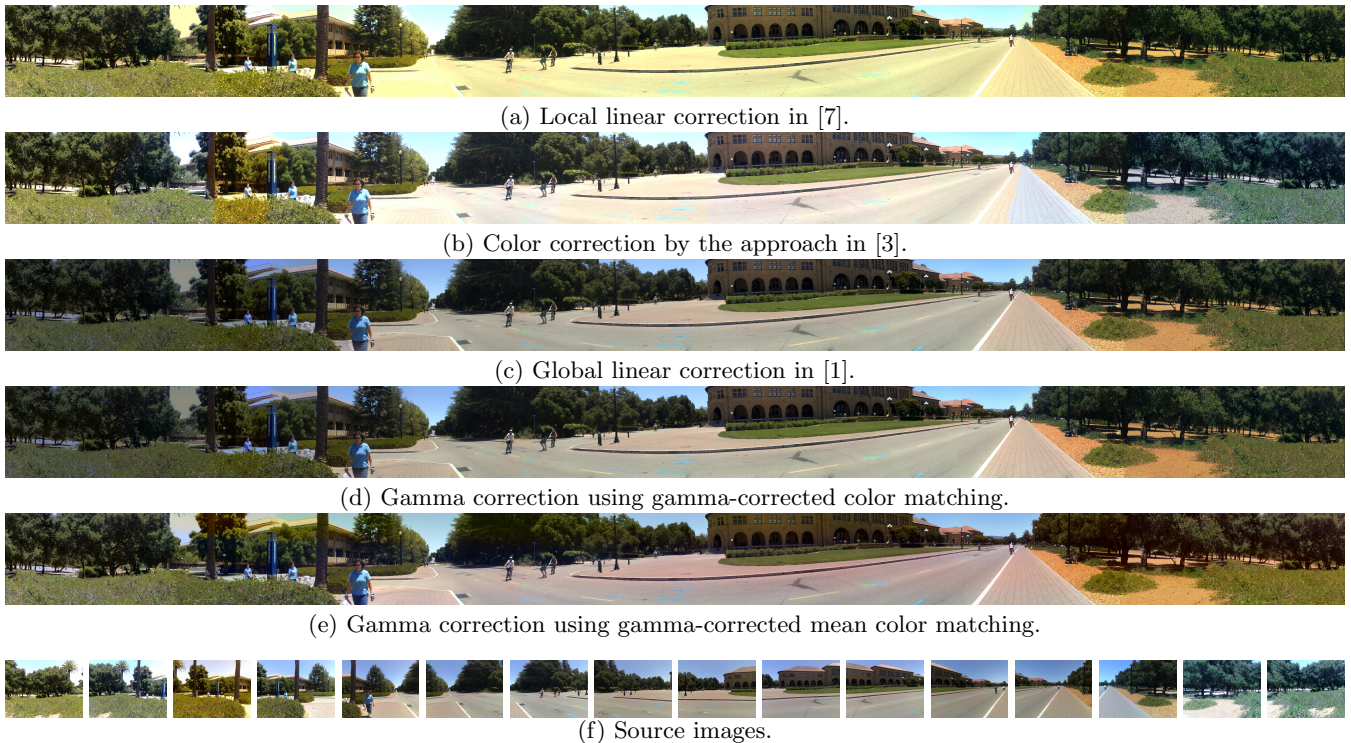 (a) Local linear correction in [7].
(b) Color correction by the approach in [3].
(c) Global linear correction in [1].
(d) Gamma correction using gamma-corrected color matching.
(e) Gamma correction using gamma-corrected mean color matching.
(f) Source images.